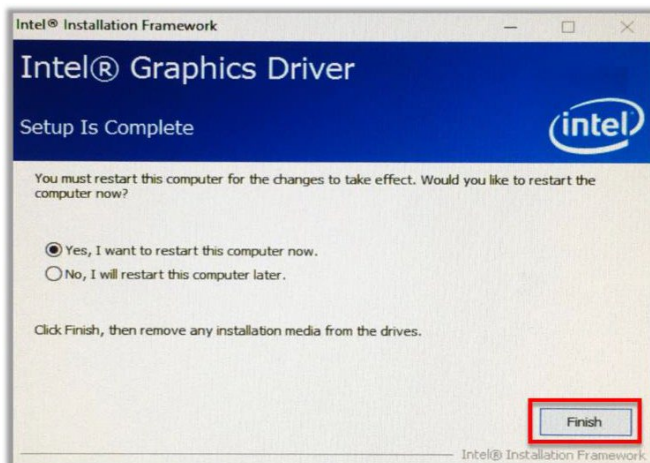 Intel® Installation Framework
Intel® Graphics Driver
Setup Is Complete
intel
You must restart this computer for the changes to take effect. Would you like to restart the
computer now?
Yes, I want to restart this computer now.
No, I will restart this computer later.
Click Finish, then remove any installation media from the drives.
Finish
Intel® Installation Framework